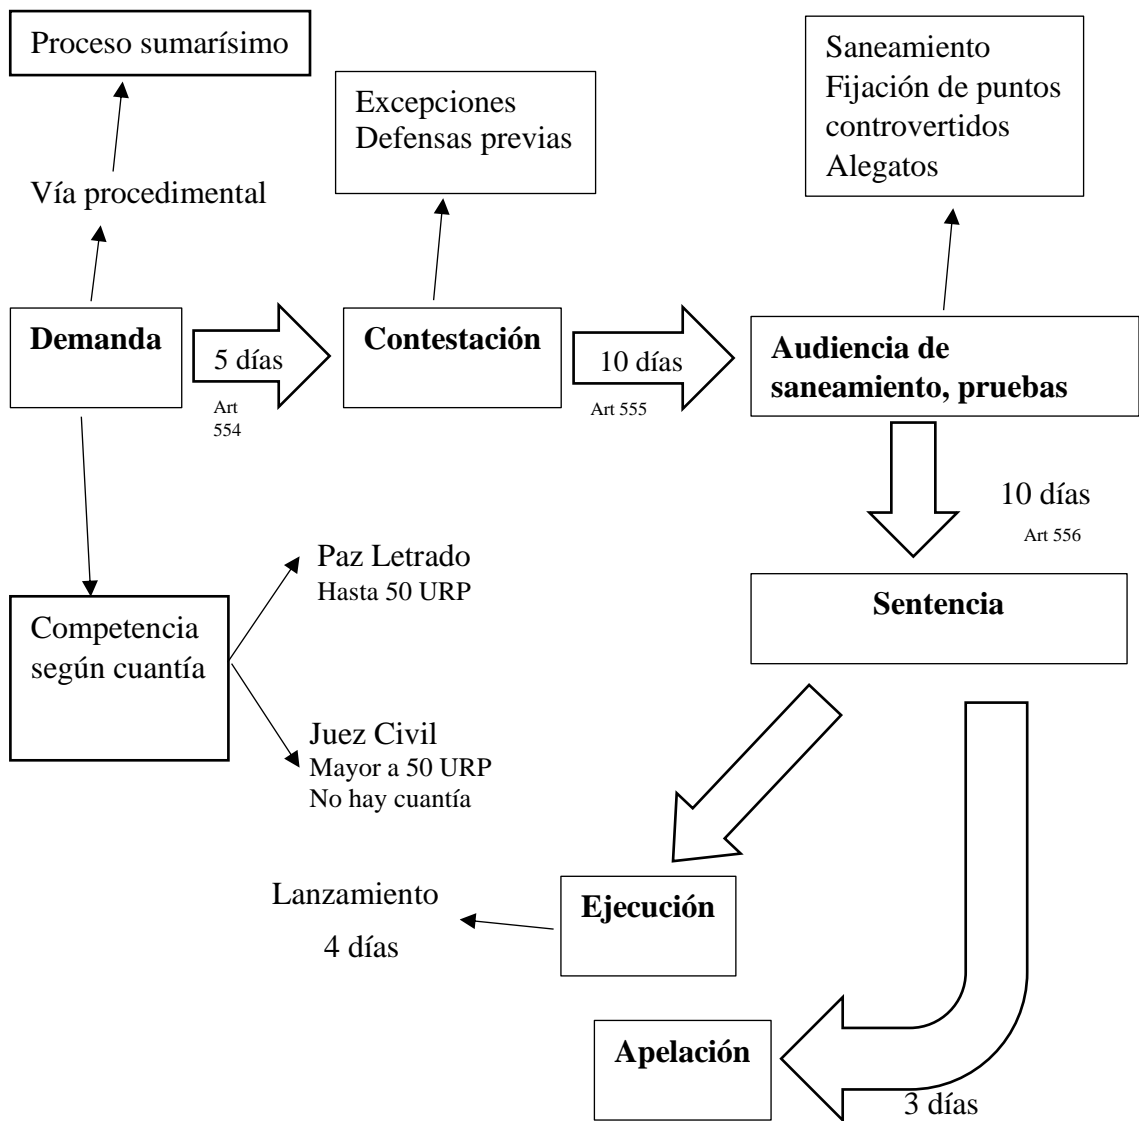 Proceso sumarísimo
Vía procedimental
Excepciones
Defensas previas
Saneamiento
Fijación de puntos
controvertidos
Alegatos
Demanda
5 días
Art
554
Contestación
10 días
Art 555
Audiencia de
saneamiento, pruebas
10 días
Art 556
Sentencia
Competencia
según cuantía
Paz Letrado
Hasta 50 URP
Juez Civil
Mayor a 50 URP
No hay cuantía
Ejecución
Lanzamiento
4 días
Apelación
3 días